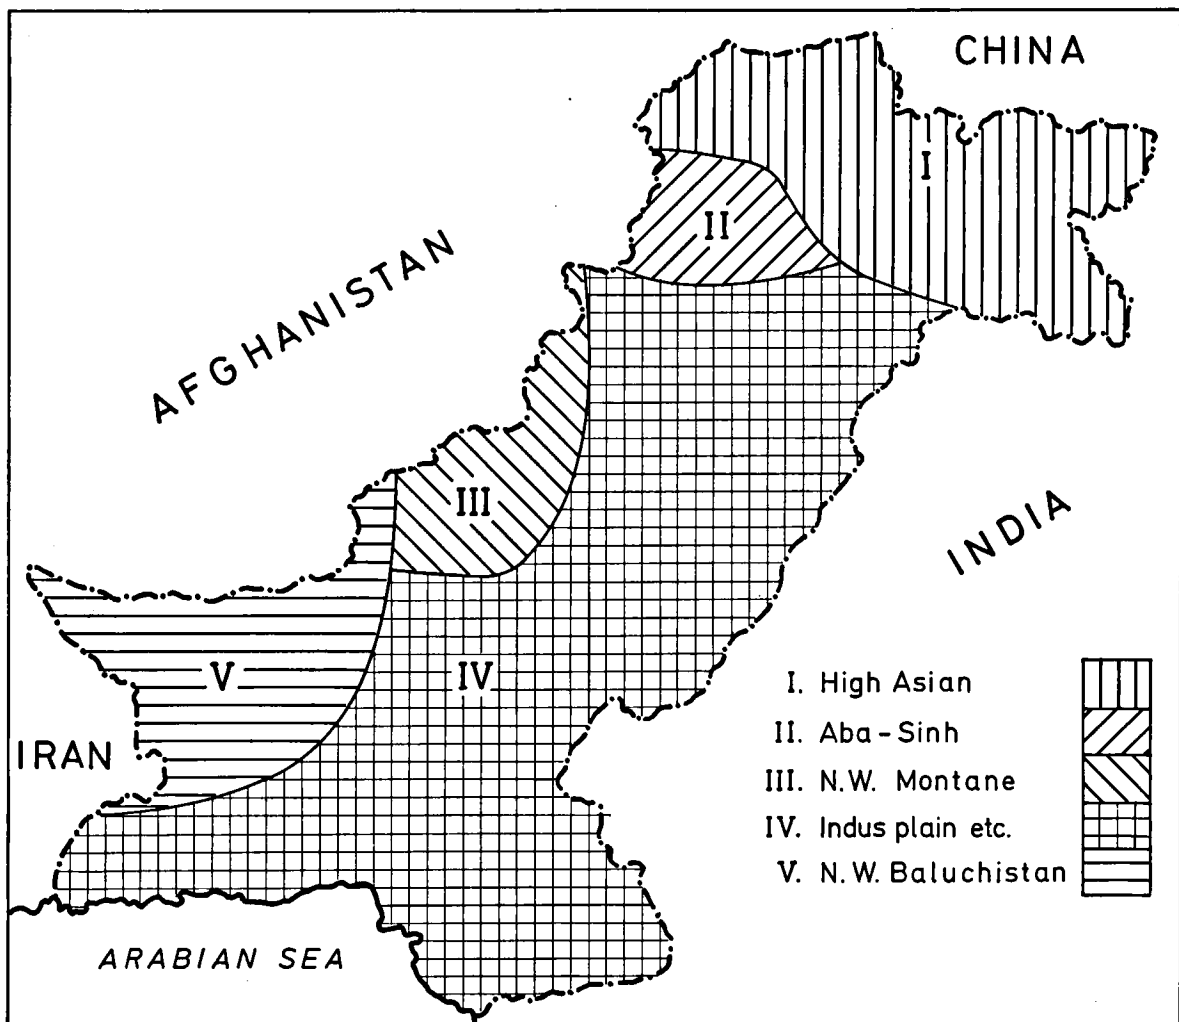 CHINA
I
II
AFGHANISTAN
III
INDIA
V
IV
IRAN
ARABIAN SEA
I. High Asian
II. Aba-Sinh
III. N.W. Montane
IV. Indus plain etc.
V. N.W. Baluchistan